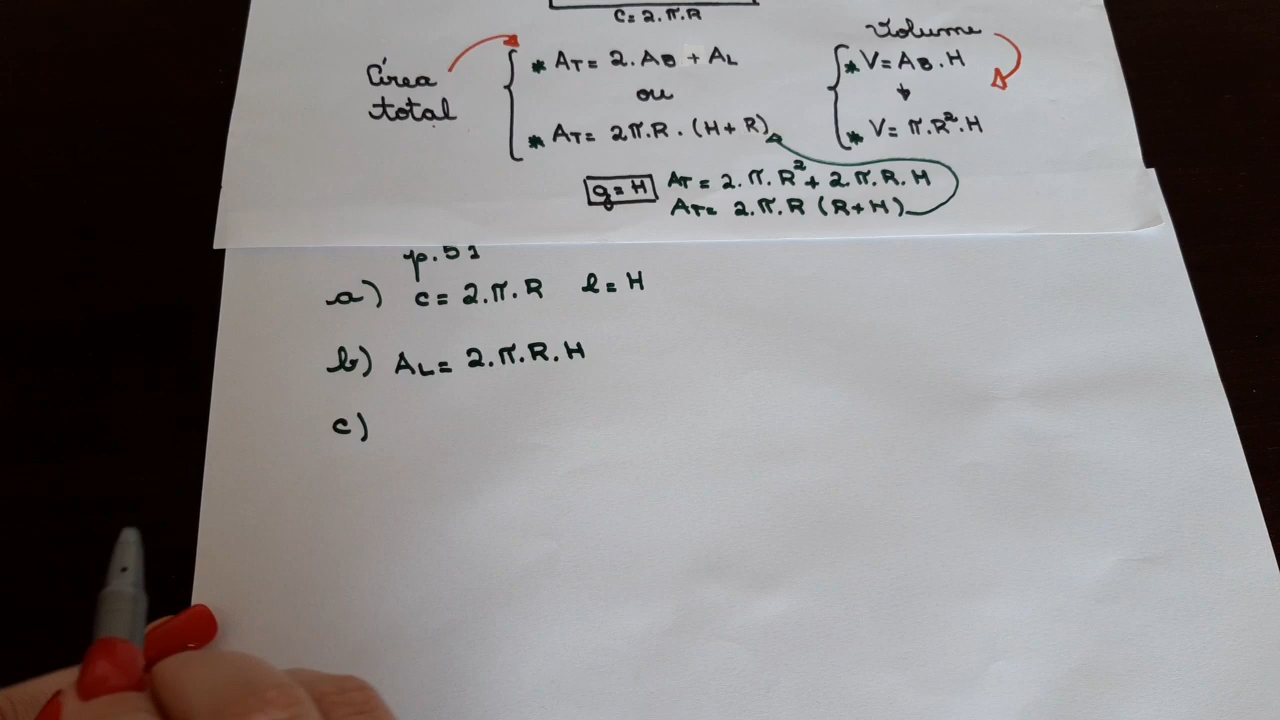 C = 2.π.R
Área
total
* AT = 2.AB + AL
ou
* AT = 2π.R.(H+R)
Volume
* V = AB.H
↓
* V = π.R².H
g = H
AT = 2.π.R² + 2.π.R.H
AT = 2.π.R (R+H)
p.51
a) c = 2.π.R l = H
b) AL = 2.π.R.H
c)